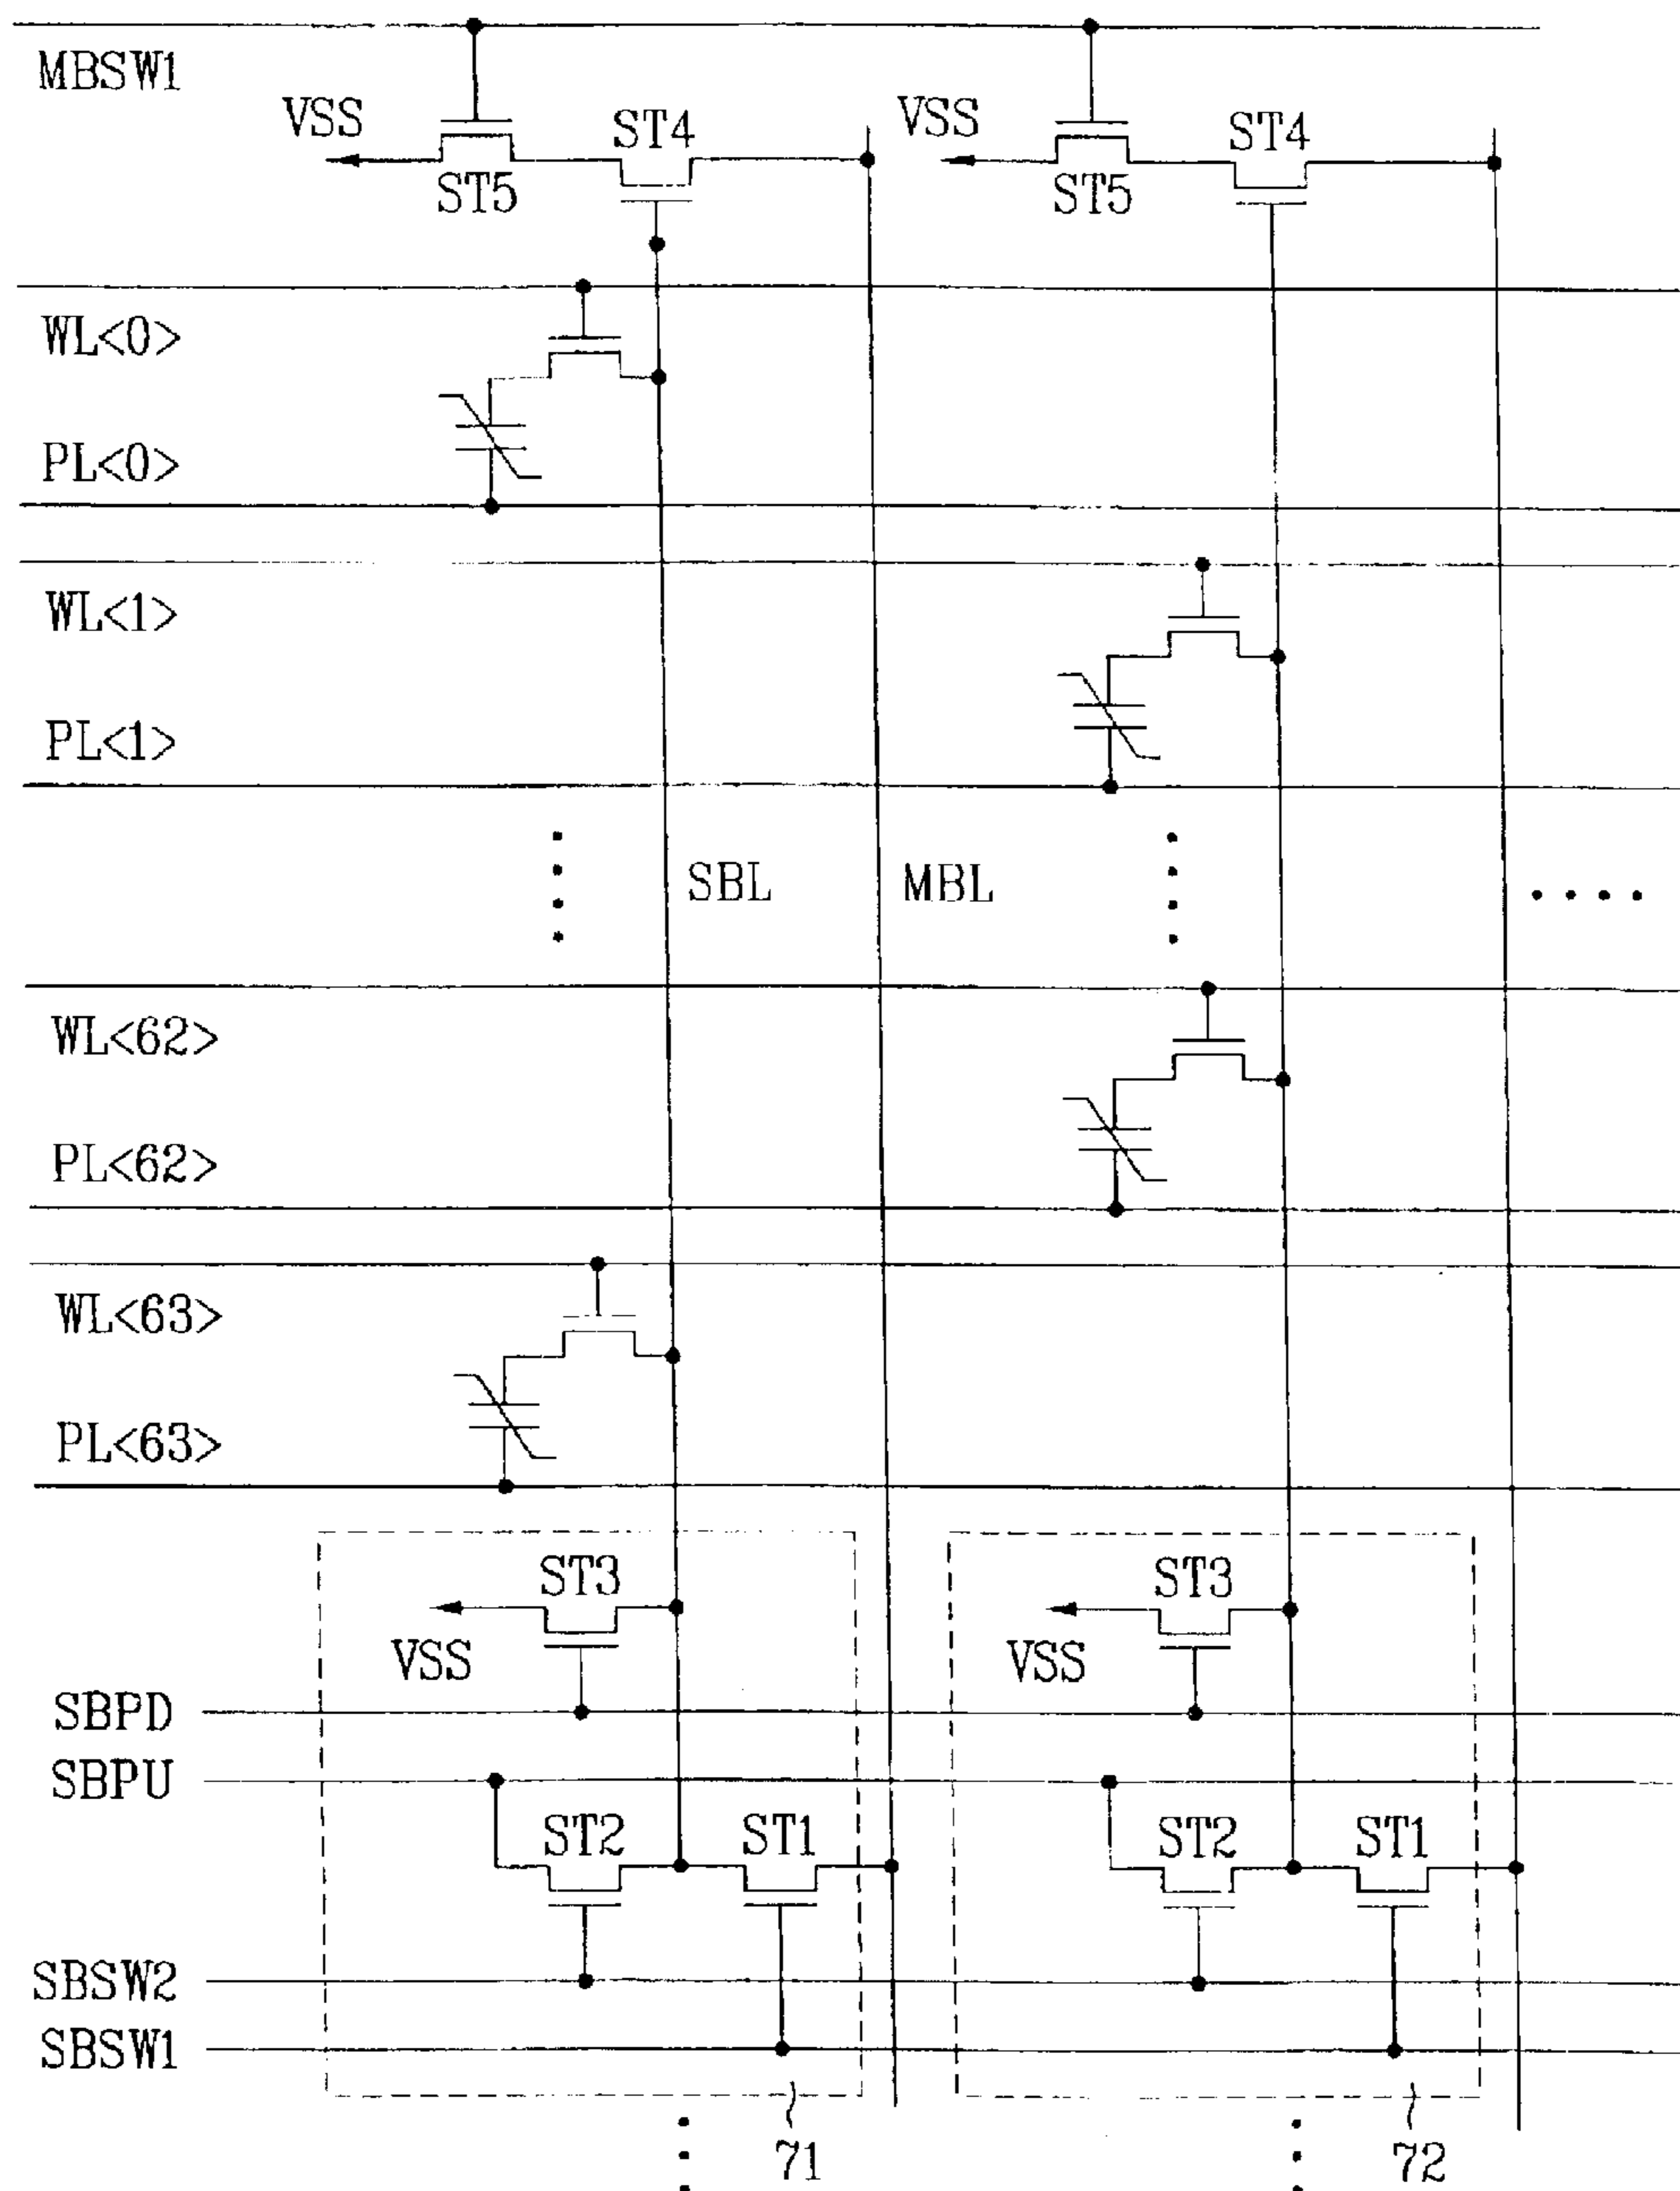 MBSW1
VSS ST4 VSS ST4
ST5 ST5
WL<0>
PL<0>
WL<1>
PL<1>
SBL MBL
WL<62>
PL<62>
WL<63>
PL<63>
ST3 ST3
VSS VSS
SBPD
SBPU
ST2 ST1 ST2 ST1
SBSW2
SBSW1
71 72